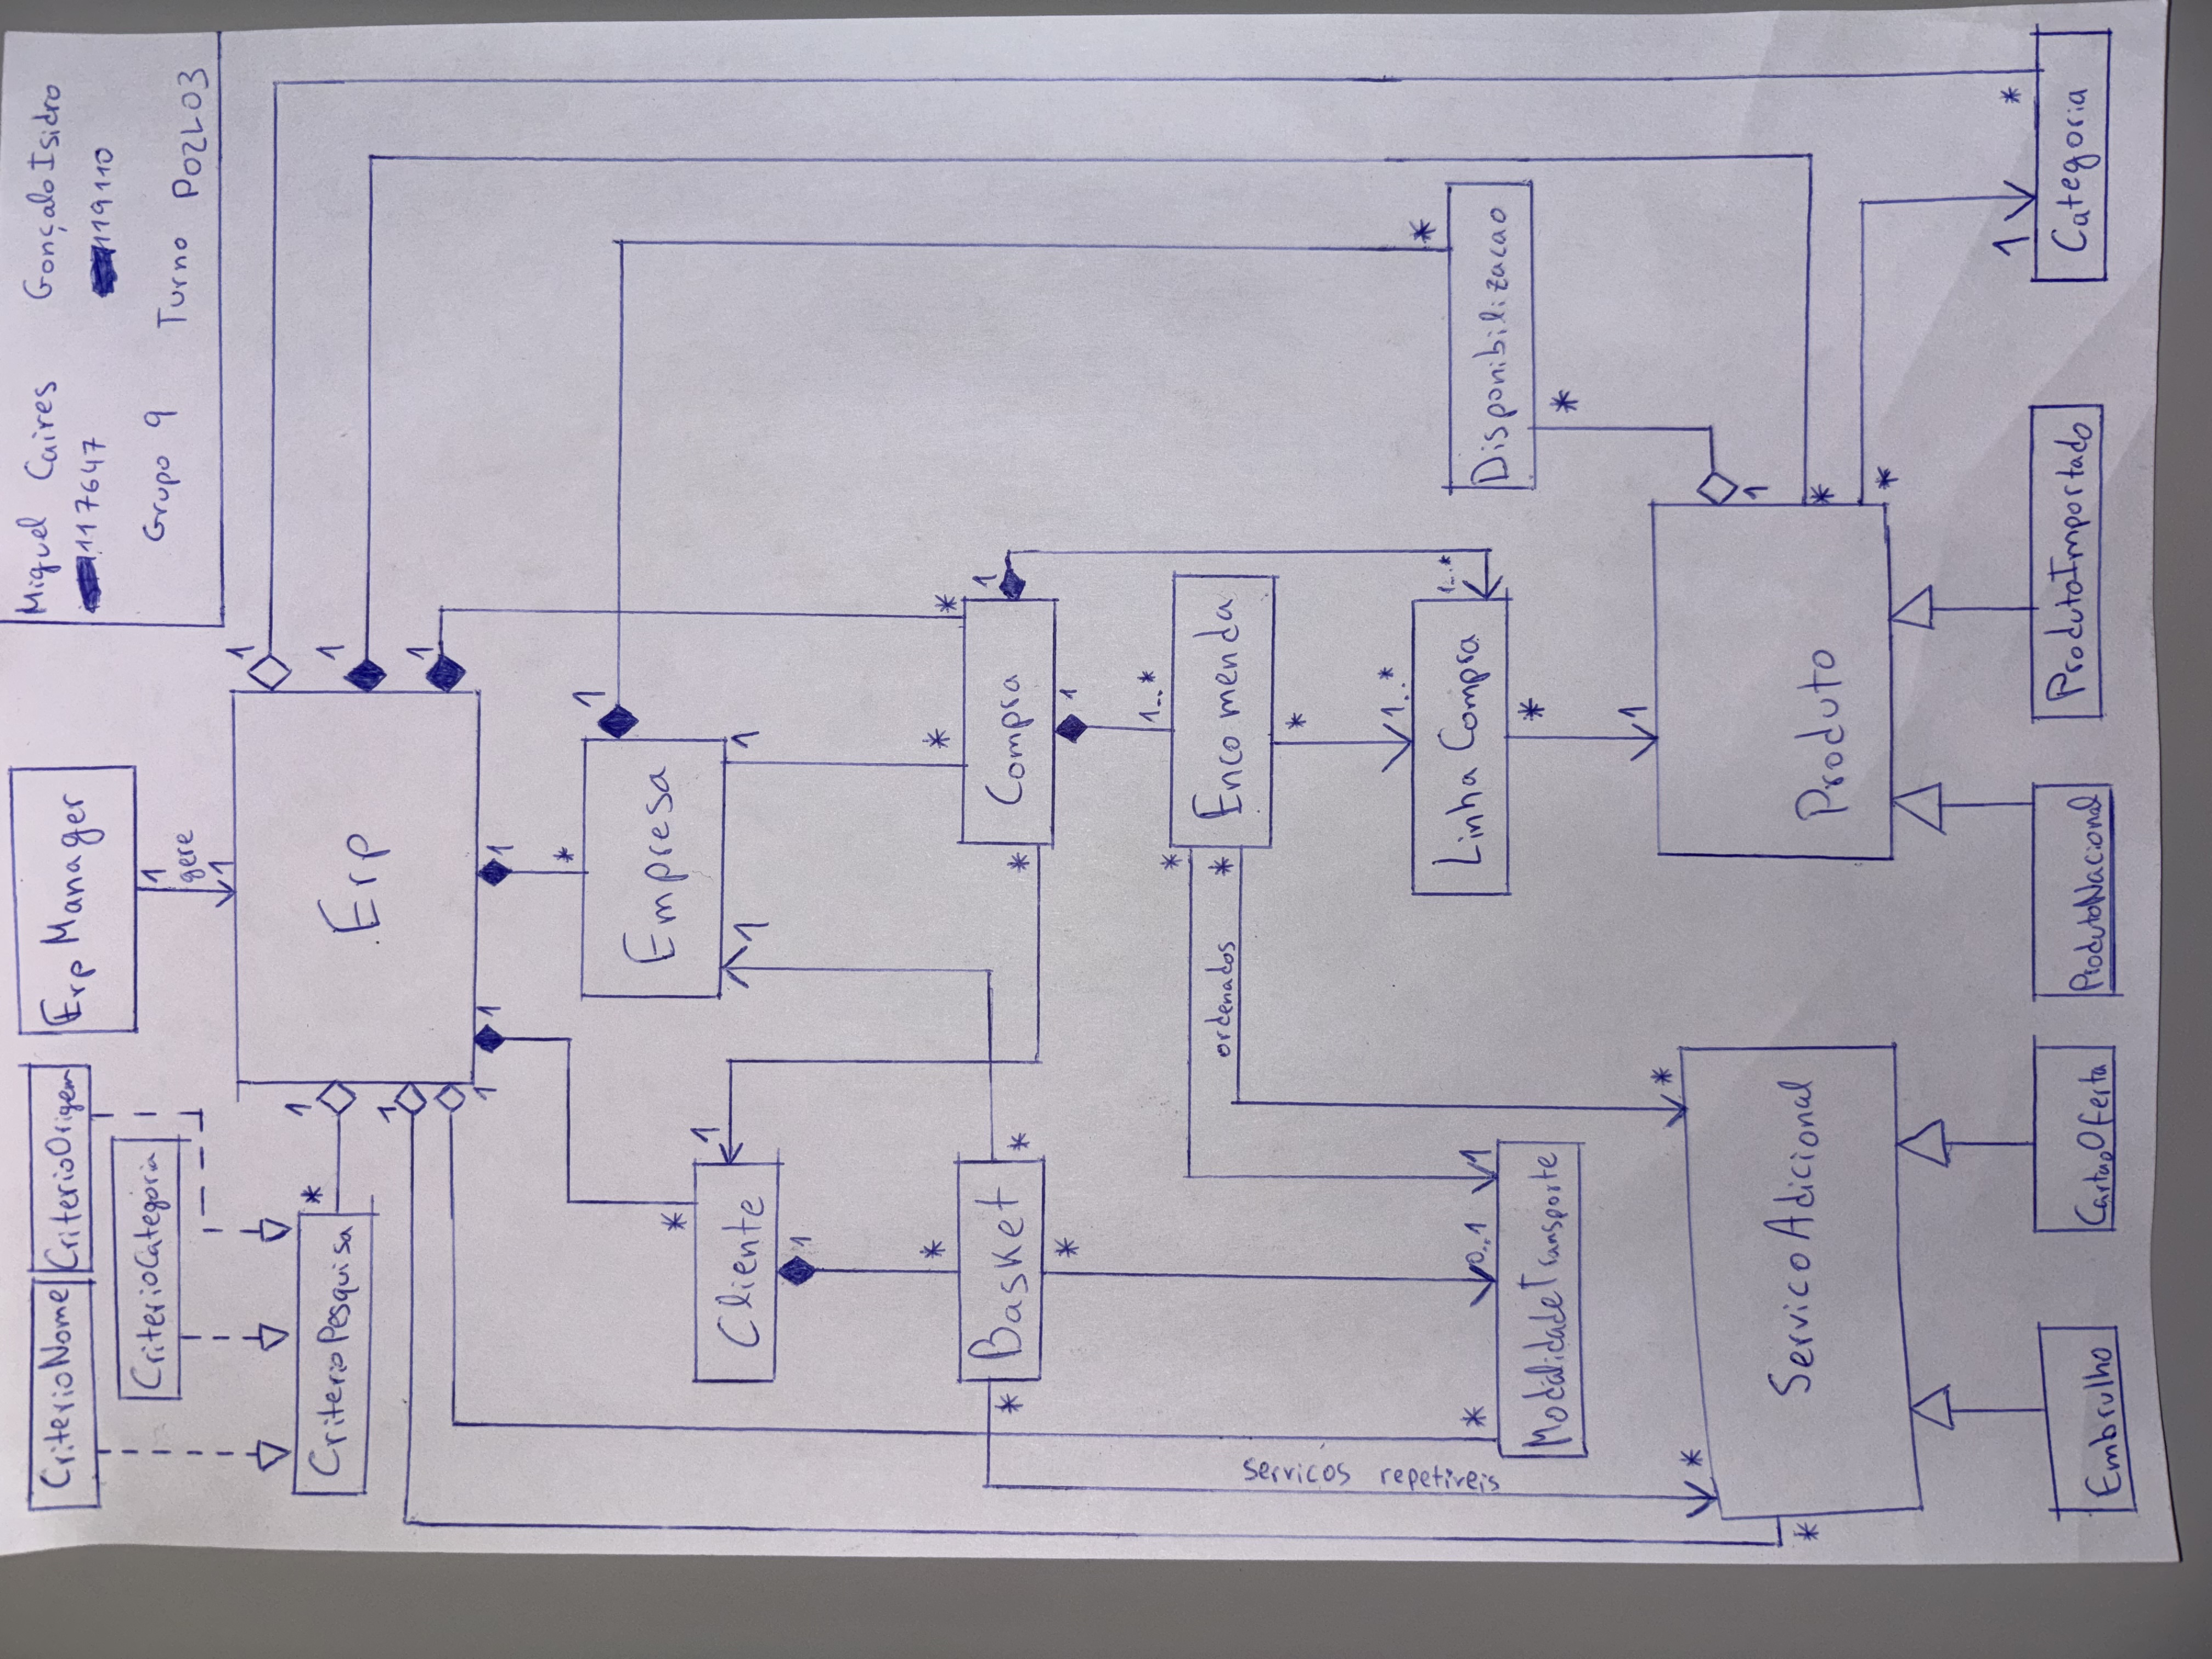 CriterioNome
CriterioOrigem
Erp Manager
Miguel Caires
Gonçalo Isidro
117647
119110
Grupo 9
Turno PO2L03
CriterioCategoria
1
gere
1
CriterioPesquisa
*
1
1
1
Erp
1
1
1
1
1
*
*
Empresa
1
Cliente
1
1
1
1
*
*
*
*
Basket
*
*
Compra
1
*
1
1..*
*
ordenados
*
Encomenda
*
1..*
Servicos repetiveis
Linha Compra
1..*
*
Disponibilizacao
*
0..1
1
ModalidadeTransporte
*
*
1
*
*
ServicoAdicional
*
Produto
1
*
*
Embrulho
CartaoOferta
ProdutoNacional
ProdutoImportado
1
*
Categoria